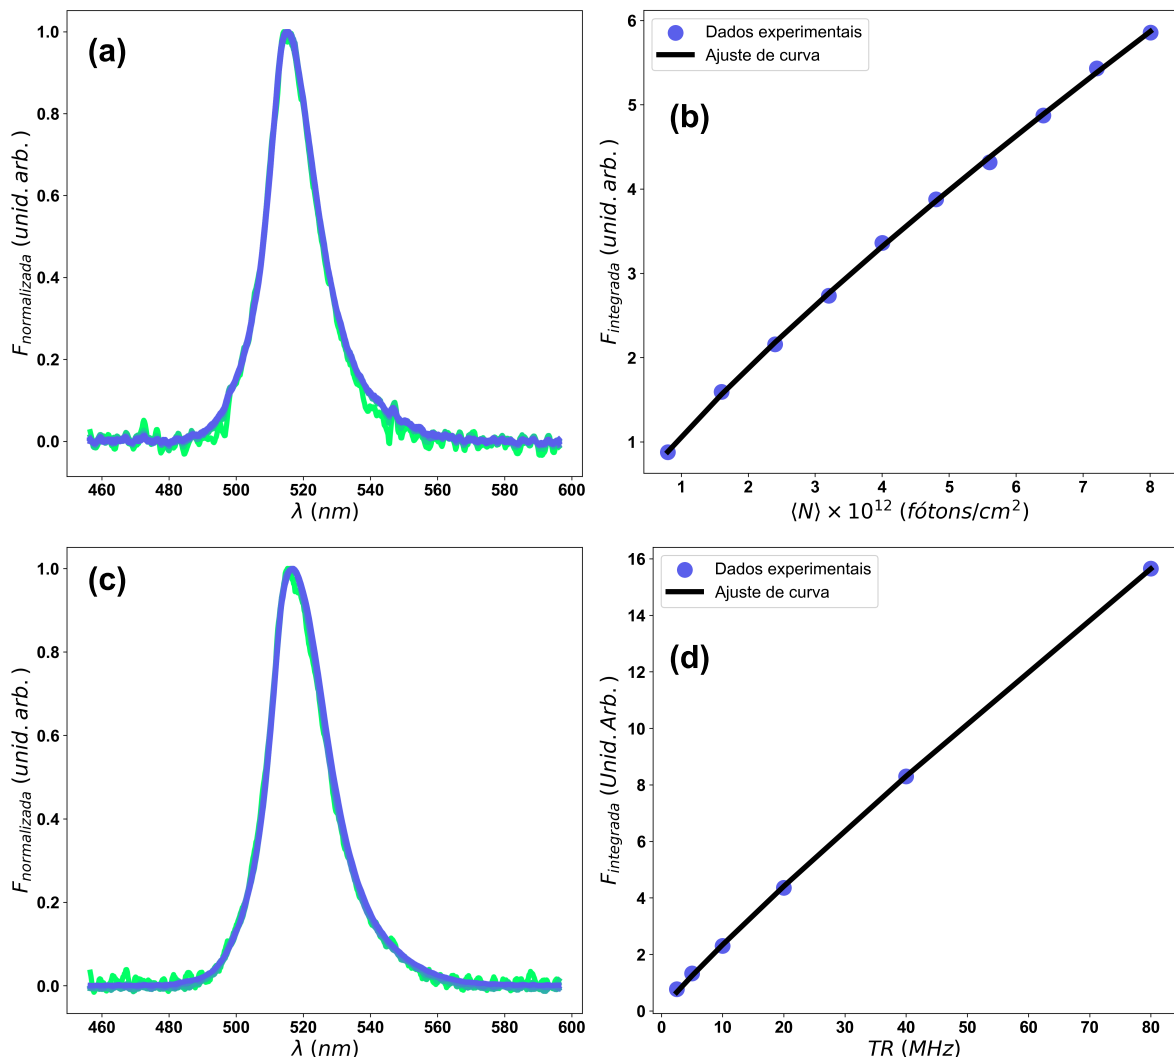 (a)
F_normalizada (unid. arb.)
1.0
0.8
0.6
0.4
0.2
0.0
460 480 500 520 540 560 580 600
λ (nm)
Dados experimentais
Ajuste de curva
(b)
F_integrada (unid. arb.)
6
5
4
3
2
1
1 2 3 4 5 6 7 8
⟨N⟩ × 10¹² (fótons/cm²)
(c)
F_normalizada (unid. arb.)
1.0
0.8
0.6
0.4
0.2
0.0
460 480 500 520 540 560 580 600
λ (nm)
Dados experimentais
Ajuste de curva
(d)
F_integrada (Unid. Arb.)
16
14
12
10
8
6
4
2
0
0 10 20 30 40 50 60 70 80
TR (MHz)